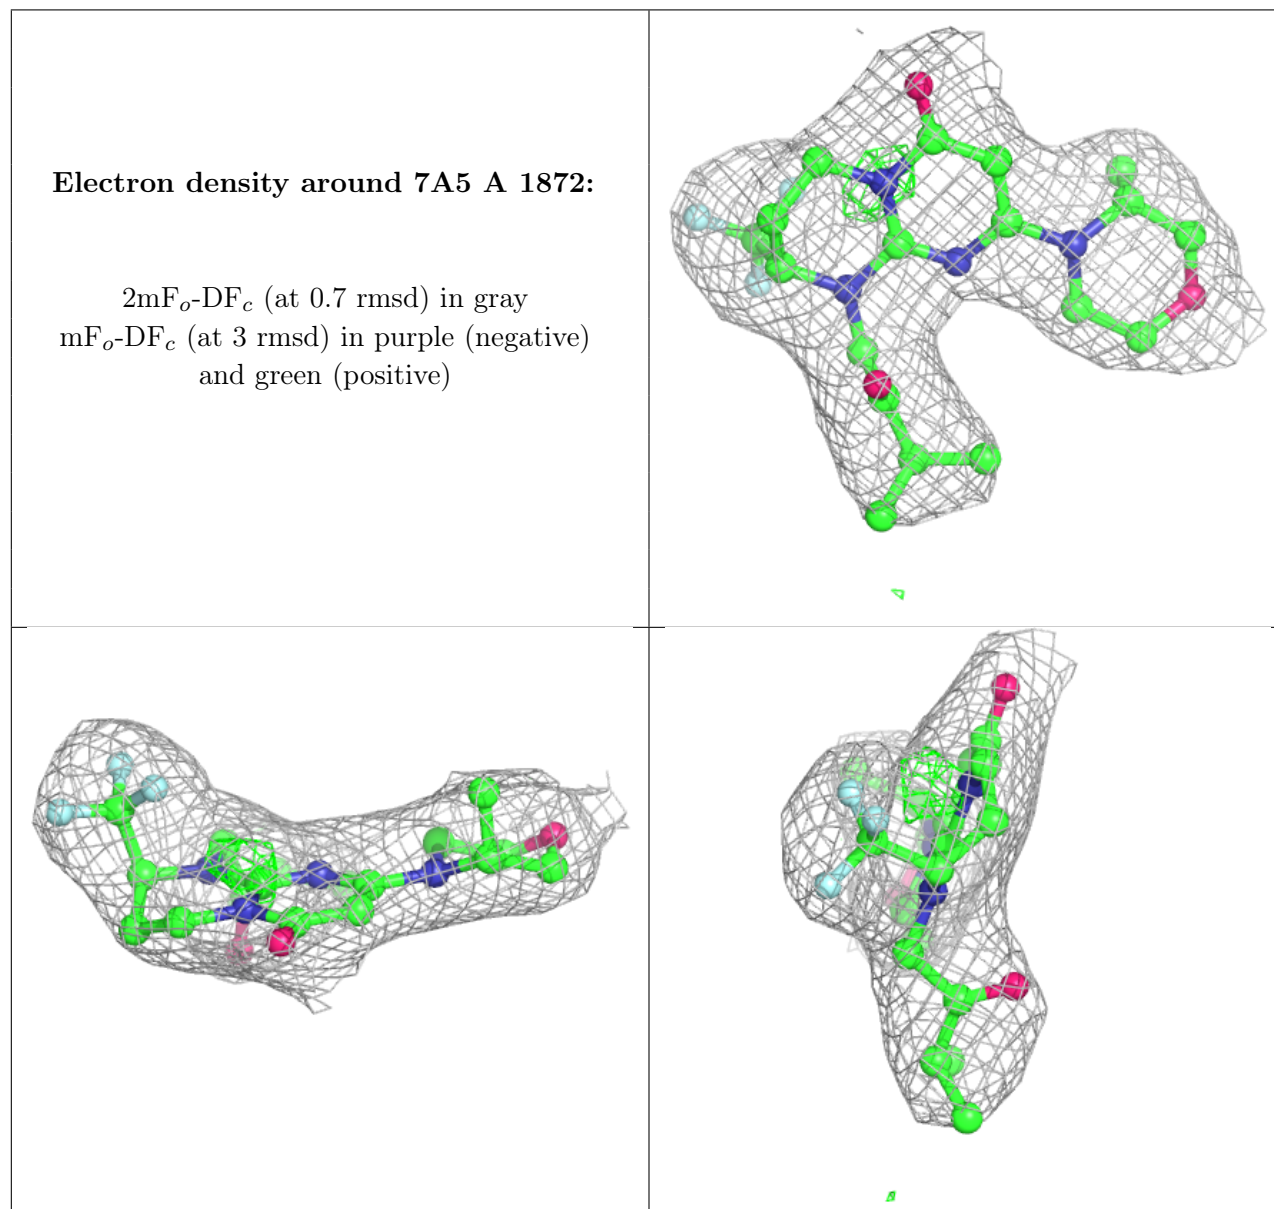 Electron density around 7A5 A 1872:
2mFₒ-DF𝒸 (at 0.7 rmsd) in gray
mFₒ-DF𝒸 (at 3 rmsd) in purple (negative)
and green (positive)